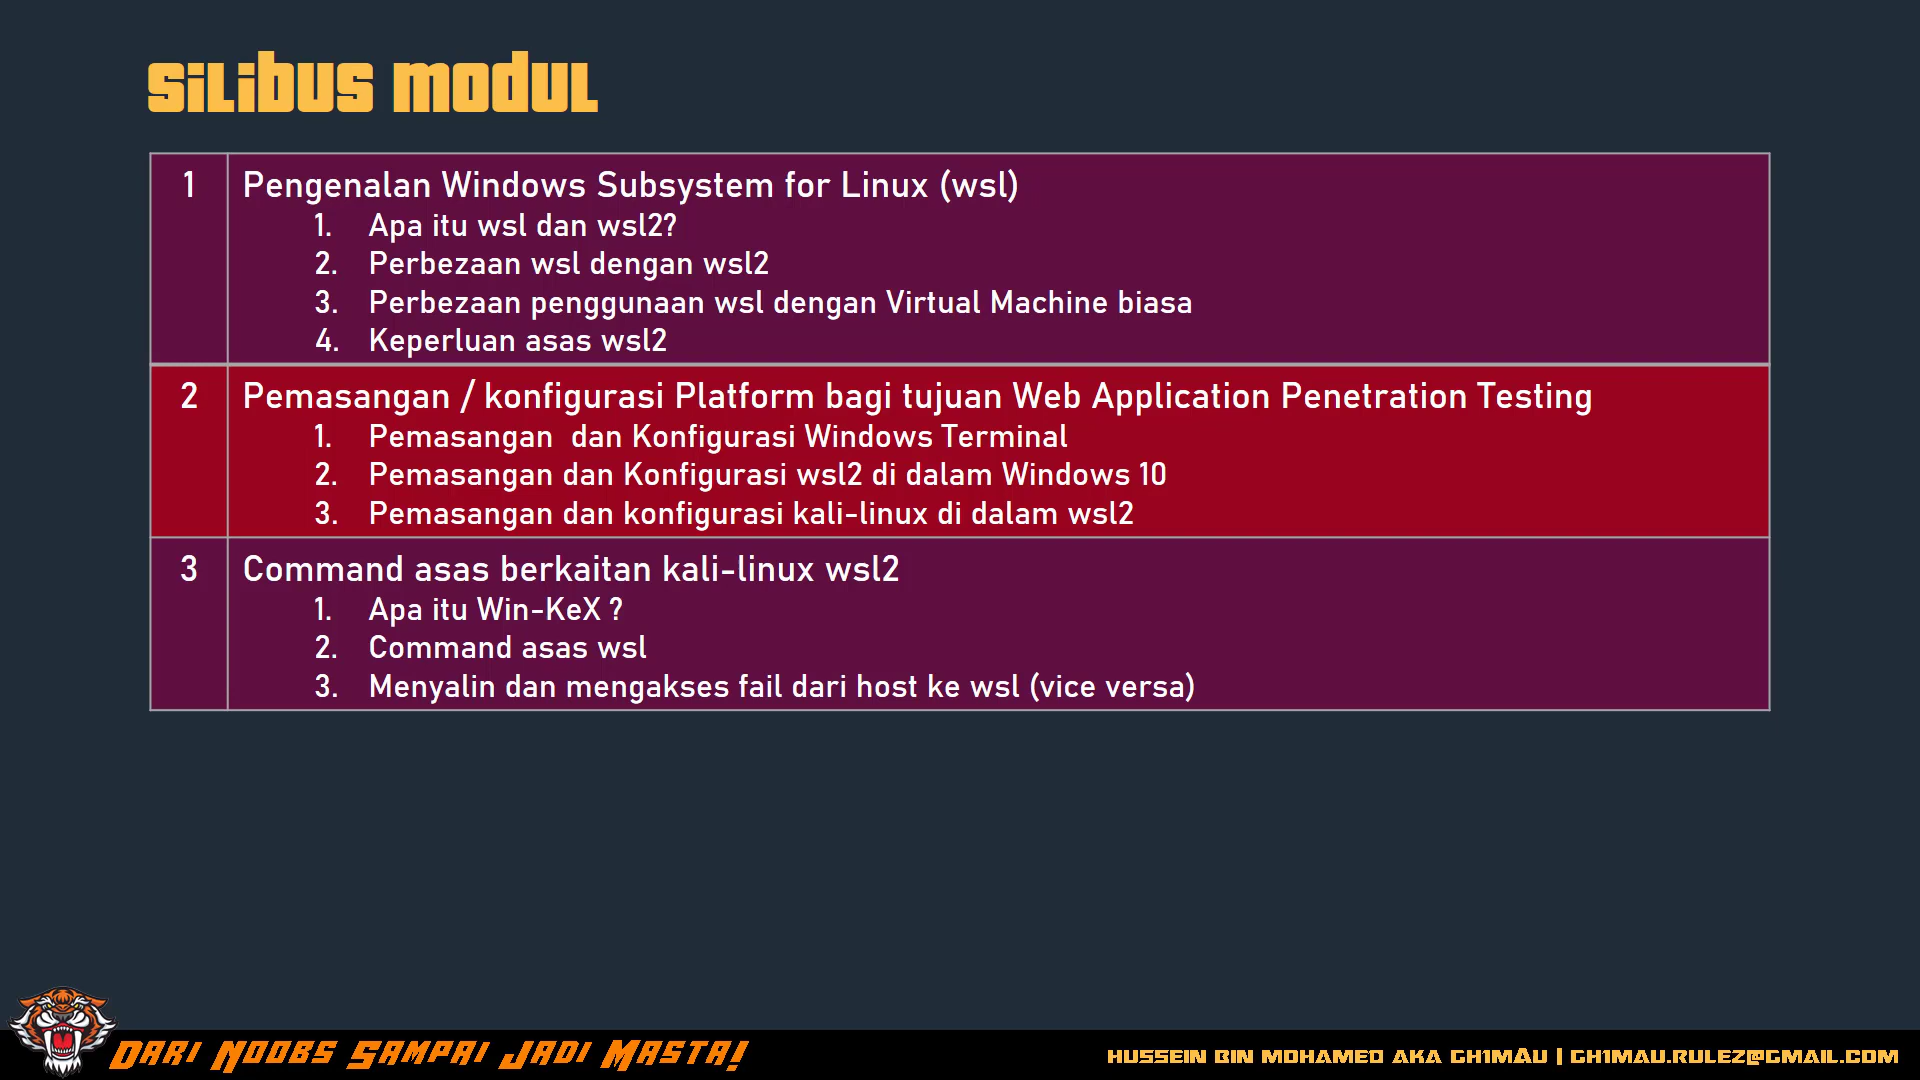 siLibus moduL
1 Pengenalan Windows Subsystem for Linux (wsl)
1. Apa itu wsl dan wsl2?
2. Perbezaan wsl dengan wsl2
3. Perbezaan penggunaan wsl dengan Virtual Machine biasa
4. Keperluan asas wsl2
2 Pemasangan / konfigurasi Platform bagi tujuan Web Application Penetration Testing
1. Pemasangan dan Konfigurasi Windows Terminal
2. Pemasangan dan Konfigurasi wsl2 di dalam Windows 10
3. Pemasangan dan konfigurasi kali-linux di dalam wsl2
3 Command asas berkaitan kali-linux wsl2
1. Apa itu Win-KeX ?
2. Command asas wsl
3. Menyalin dan mengakses fail dari host ke wsl (vice versa)
Dari Noobs Sampai Jadi Masta!
HUSSEIN BIN MOHAMED AKA GH1MAU | GH1MAU.RULEZ@GMAIL.COM